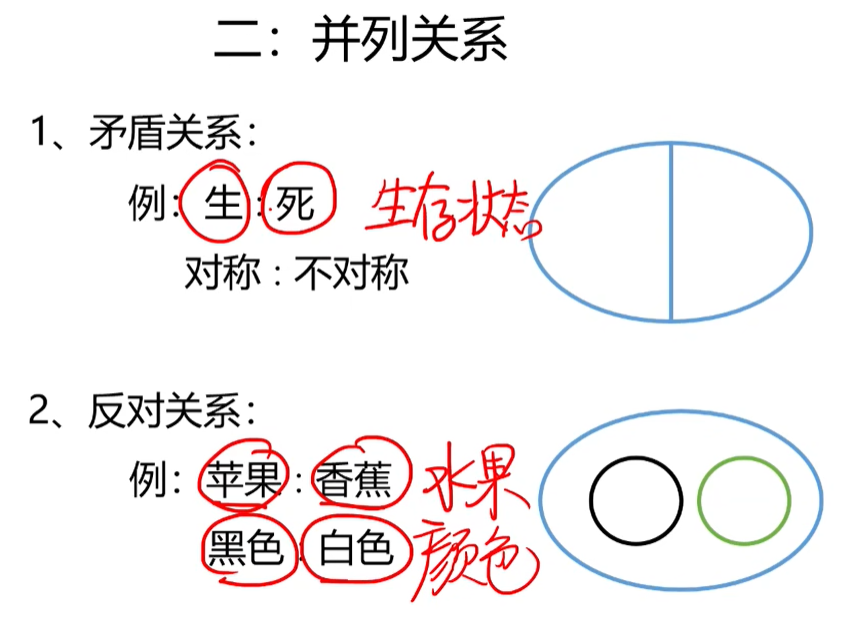 二：并列关系
1、矛盾关系：
例：生：死 生存状态
对称：不对称
2、反对关系：
例：苹果：香蕉 水果
黑色：白色 颜色